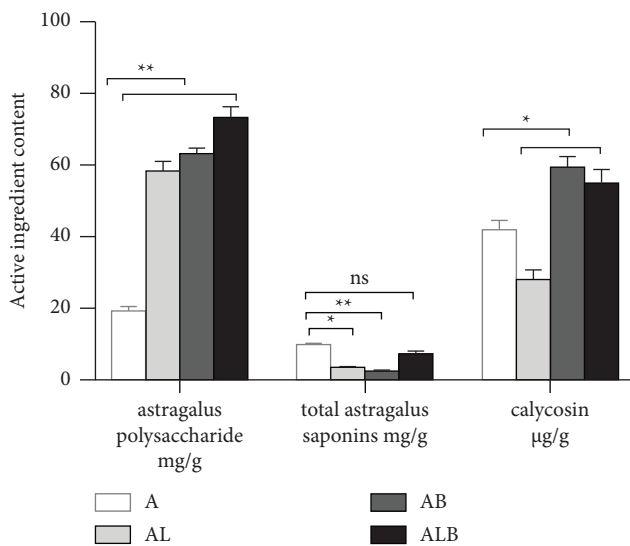 Active ingredient content
100
80
60
40
20
0
**
*
ns
**
*
astragalus
polysaccharide
mg/g
total astragalus
saponins mg/g
calycosin
µg/g
A
AL
AB
ALB